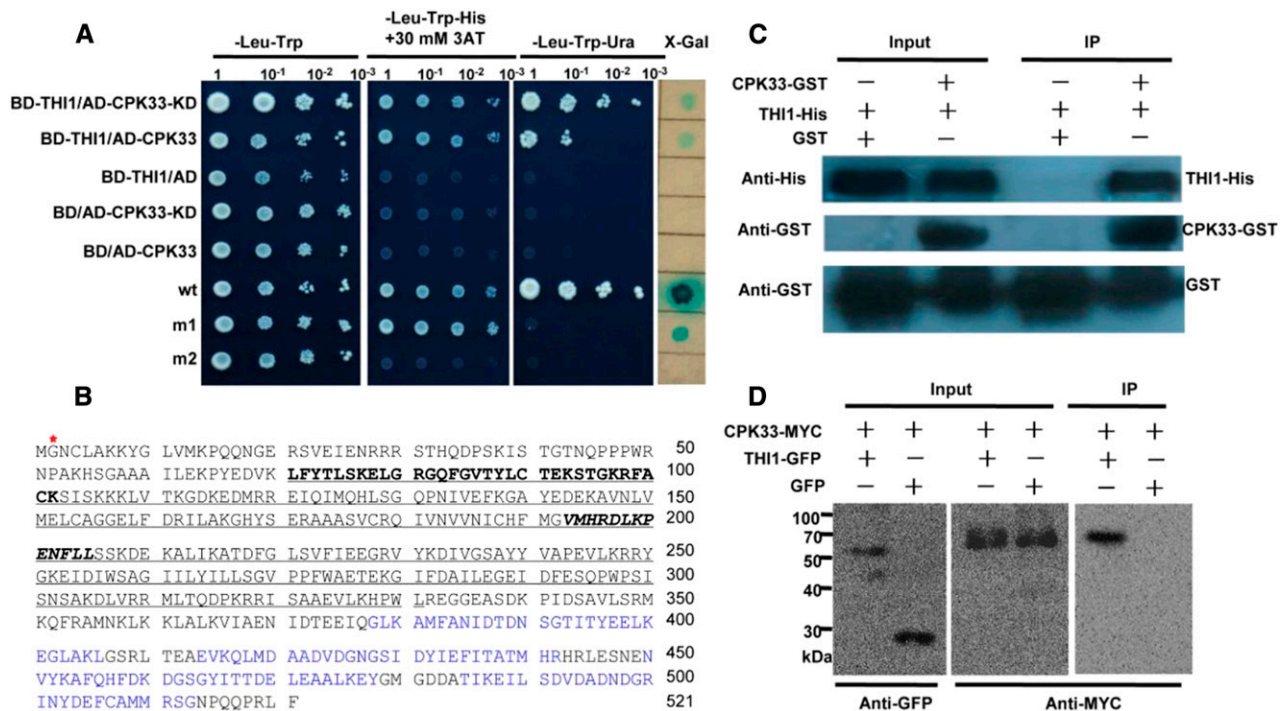 A
-Leu-Trp
-Leu-Trp-His
+30 mM 3AT
-Leu-Trp-Ura
X-Gal
1 10-1 10-2 10-3 1 10-1 10-2 10-3 1 10-1 10-2 10-3
BD-THI1/AD-CPK33-KD
BD-THI1/AD-CPK33
BD-THI1/AD
BD/AD-CPK33-KD
BD/AD-CPK33
wt
m1
m2
B
MGNCLAKKYG LVMKPQQNGE RSVEIENRRR STHQDPSKIS TGTNQPPPWR 50
NPAKHSGAAA ILEKPYEDVK LFYTLSKELG RGQFGVTYLC TEKSTGKRFA 100
CKSISKKKLV TKGDKEDMRR EIQIMQHLSG QPNIVEFKGA YEDEKAVNLV 150
MELCAGGELF DRILAKGHYS ERAAASVCRQ IVNVVNICHF MGVMHRDLKP 200
ENFLLSSKDE KALIKATDFG LSVFIEEGRV YKDIVGSAYY VAPEVLKRRY 250
GKEIDIWSAG IILYILLSGV PPFWAETEKG IFDAILEGEI DFESQPWPSI 300
SNSAKDLVRR MLTQDPKRRI SAAEVLKHPW LREGGEASDK PIDSAVLSRM 350
KQFRAMNKLK KLALKVIAEN IDTEEIQGLK AMFANIDTDN SGTITYEELK 400
EGLAKLGSRL TEAEVKQLMD AADVDGNGSI DYIEFITATM HRHRLESNEN 450
VYKAFQHFDK DGSGYITTDE LEAALKEYGM GDDATIKEIL SDVDADNDGR 500
INYDEFCAMM RSGNPQQPRL F 521
C
Input IP
CPK33-GST − + − +
THI1-His + + + +
GST + − + −
Anti-His THI1-His
Anti-GST CPK33-GST
Anti-GST GST
D
Input IP
CPK33-MYC + + + + + +
THI1-GFP + − + − + −
GFP − + − + − +
100
70
50
40
30
kDa
Anti-GFP Anti-MYC